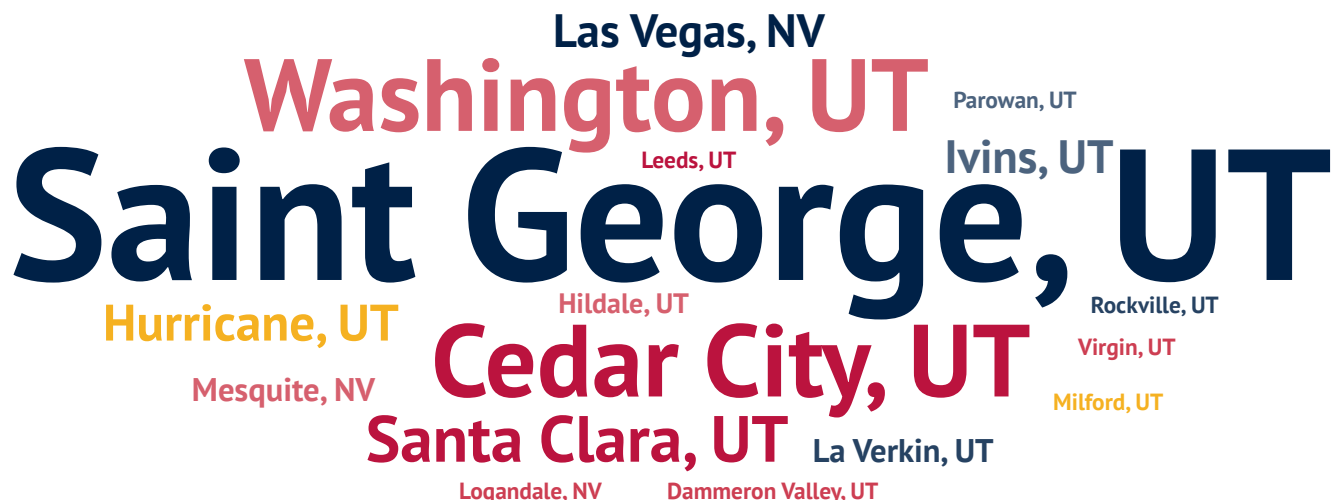 Las Vegas, NV
Washington, UT
Parowan, UT
Leeds, UT
Ivins, UT
Saint George, UT
Hurricane, UT
Hildale, UT
Rockville, UT
Cedar City, UT
Virgin, UT
Mesquite, NV
Milford, UT
Santa Clara, UT
La Verkin, UT
Logandale, NV
Dammeron Valley, UT